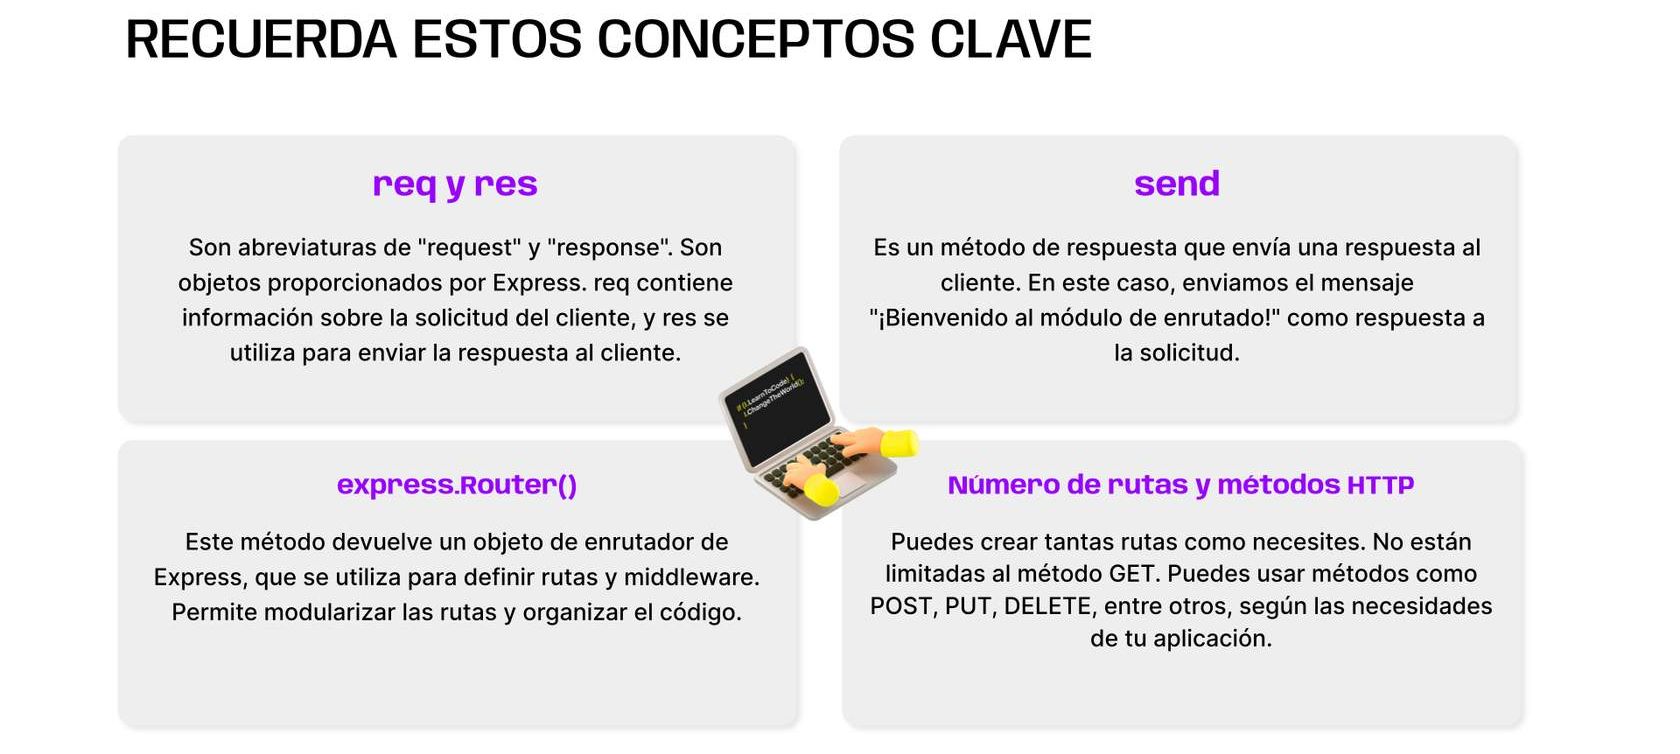 RECUERDA ESTOS CONCEPTOS CLAVE
req y res
Son abreviaturas de "request" y "response". Son
objetos proporcionados por Express. req contiene
información sobre la solicitud del cliente, y res se
utiliza para enviar la respuesta al cliente.
send
Es un método de respuesta que envía una respuesta al
cliente. En este caso, enviamos el mensaje
"¡Bienvenido al módulo de enrutado!" como respuesta a
la solicitud.
express.Router()
Este método devuelve un objeto de enrutador de
Express, que se utiliza para definir rutas y middleware.
Permite modularizar las rutas y organizar el código.
Número de rutas y métodos HTTP
Puedes crear tantas rutas como necesites. No están
limitadas al método GET. Puedes usar métodos como
POST, PUT, DELETE, entre otros, según las necesidades
de tu aplicación.
.LearnToCode) {
.ChangeTheWorld();
}